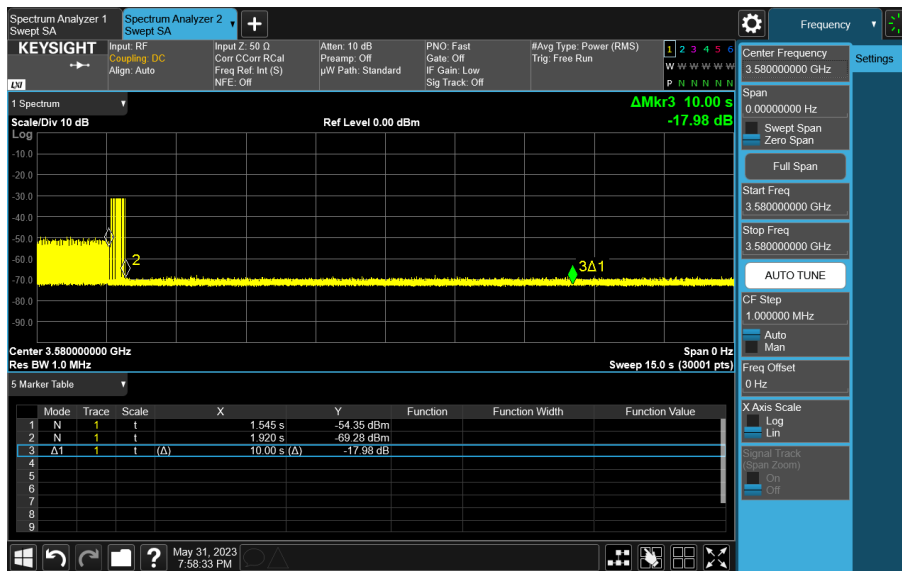 Spectrum Analyzer 1
Swept SA
Spectrum Analyzer 2
Swept SA
Frequency
KEYSIGHT
Input: RF
Coupling: DC
Align: Auto
Input Z: 50 Ω
Corr CCorr RCal
Freq Ref: Int (S)
NFE: Off
Atten: 10 dB
Preamp: Off
µW Path: Standard
PNO: Fast
Gate: Off
IF Gain: Low
Sig Track: Off
#Avg Type: Power (RMS)
Trig: Free Run
1 2 3 4 5 6
W W W W W W
P N N N N N
LXI
1 Spectrum
Scale/Div 10 dB
Ref Level 0.00 dBm
ΔMkr3 10.00 s
-17.98 dB
Log
-10.0
-20.0
-30.0
-40.0
-50.0
-60.0
-70.0
-80.0
-90.0
2
3Δ1
Center 3.580000000 GHz
Span 0 Hz
Res BW 1.0 MHz
Sweep 15.0 s (30001 pts)
5 Marker Table
Mode Trace Scale X Y Function Function Width Function Value
1 N 1 t 1.545 s -54.35 dBm
2 N 1 t 1.920 s -69.28 dBm
3 Δ1 1 t (Δ) 10.00 s (Δ) -17.98 dB
4
5
6
7
8
9
May 31, 2023
7:58:33 PM
?
Center Frequency
3.580000000 GHz
Settings
Span
0.00000000 Hz
Swept Span
Zero Span
Full Span
Start Freq
3.580000000 GHz
Stop Freq
3.580000000 GHz
AUTO TUNE
CF Step
1.000000 MHz
Auto
Man
Freq Offset
0 Hz
X Axis Scale
Log
Lin
Signal Track
(Span Zoom)
On
Off